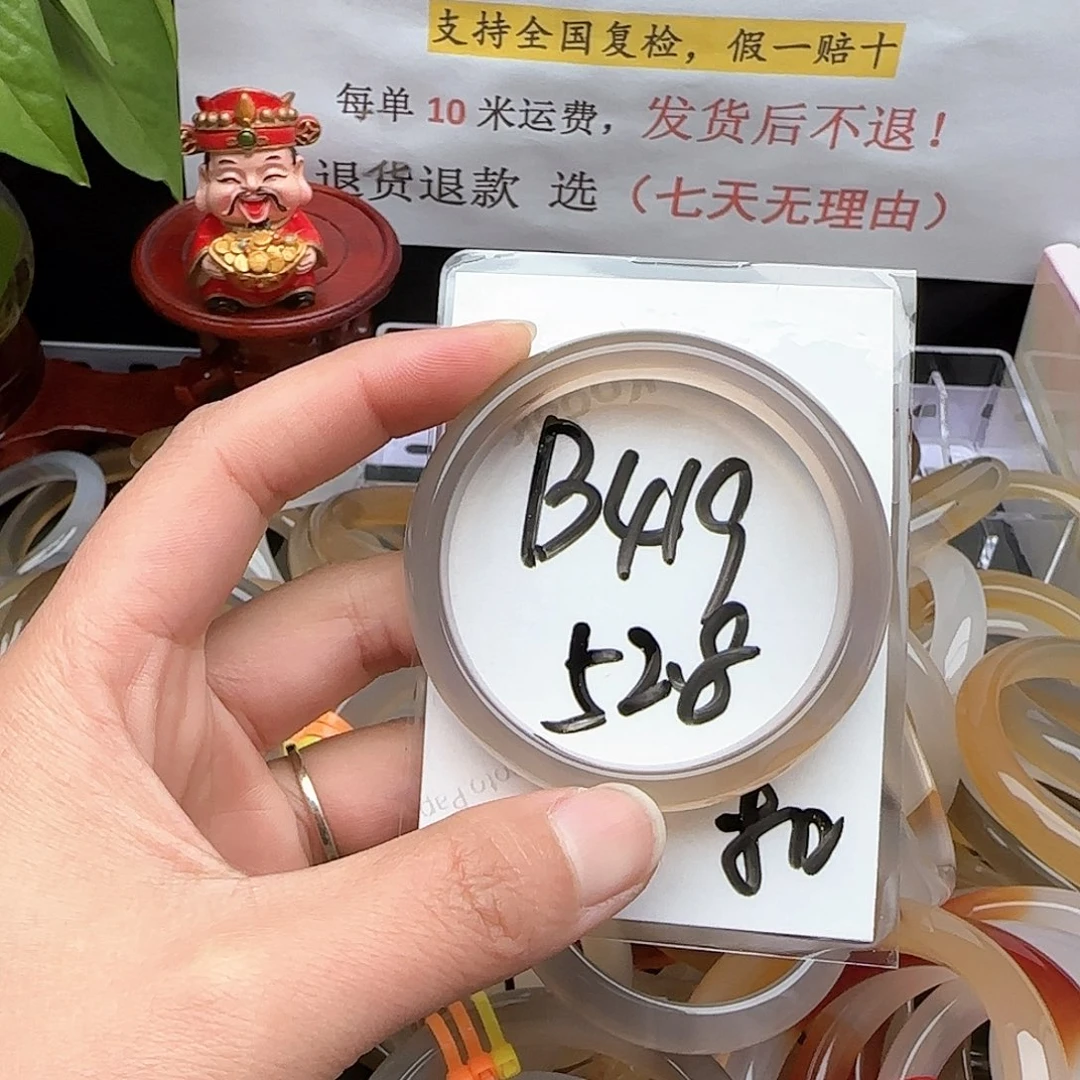 支持全国复检，假一赔十
每单 10 米运费，发货后不退！
退货退款 选（七天无理由）
B419
52.8
80